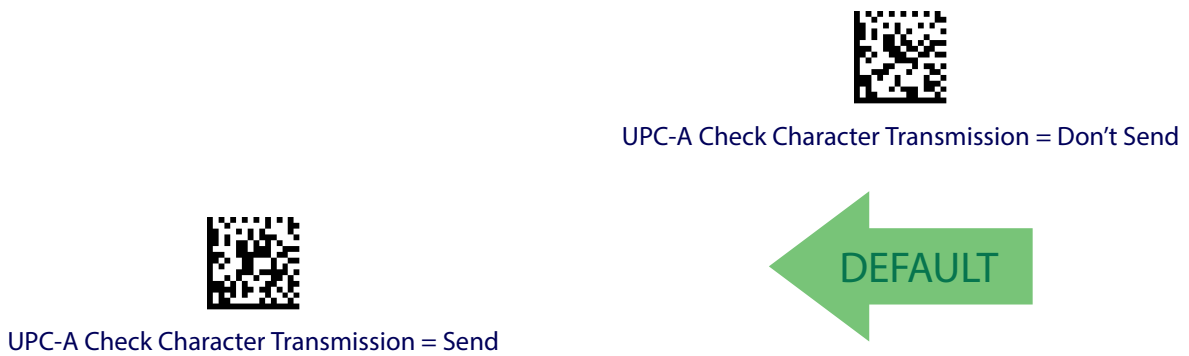 UPC-A Check Character Transmission = Don’t Send
DEFAULT
UPC-A Check Character Transmission = Send